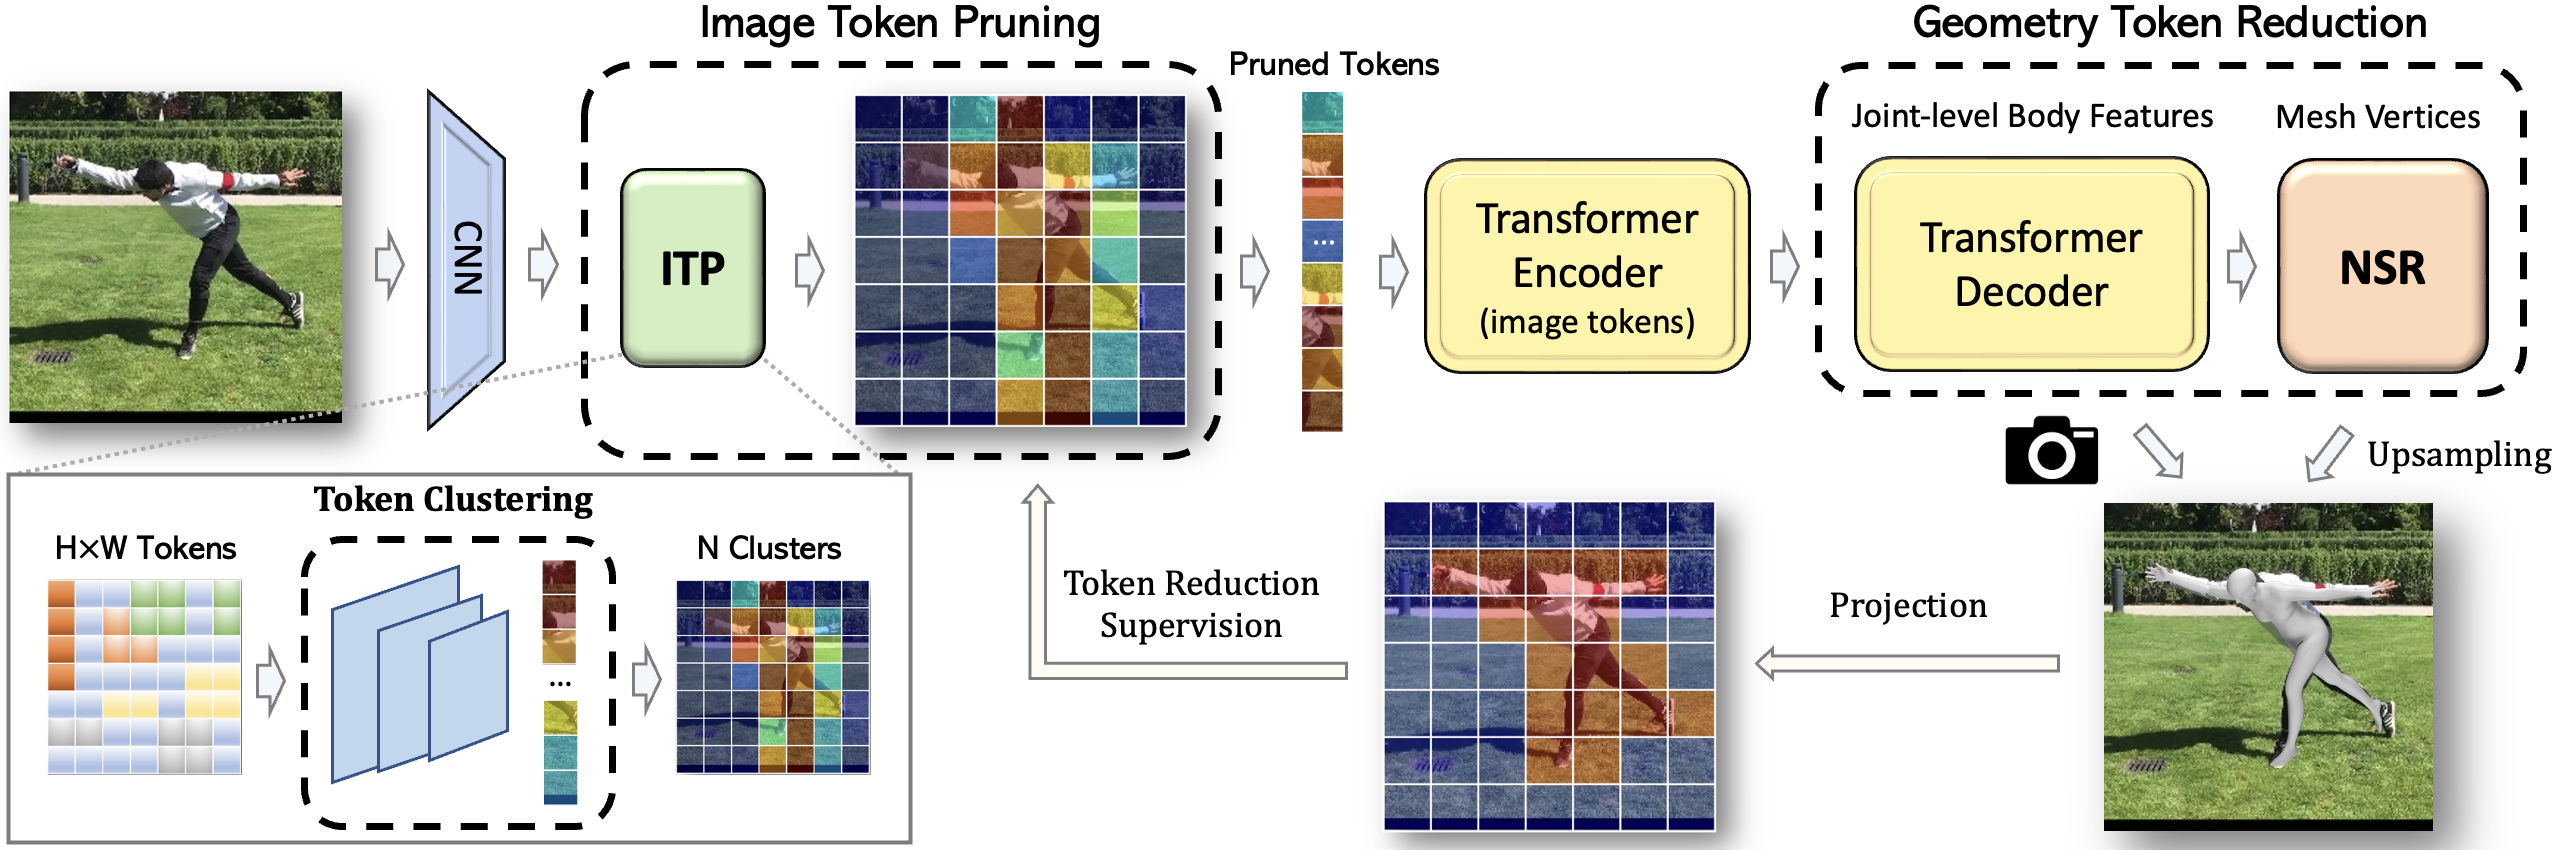 Image Token Pruning
Geometry Token Reduction
Pruned Tokens
Joint-level Body Features
Mesh Vertices
CNN
ITP
...
Transformer
Encoder
(image tokens)
Transformer
Decoder
NSR
Upsampling
Token Clustering
H×W Tokens
N Clusters
...
Token Reduction
Supervision
Projection